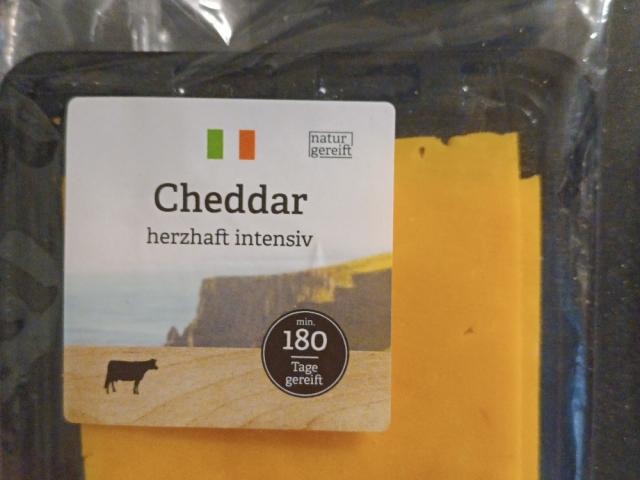 natur
gereift
Cheddar
herzhaft intensiv
min.
180
Tage
gereift